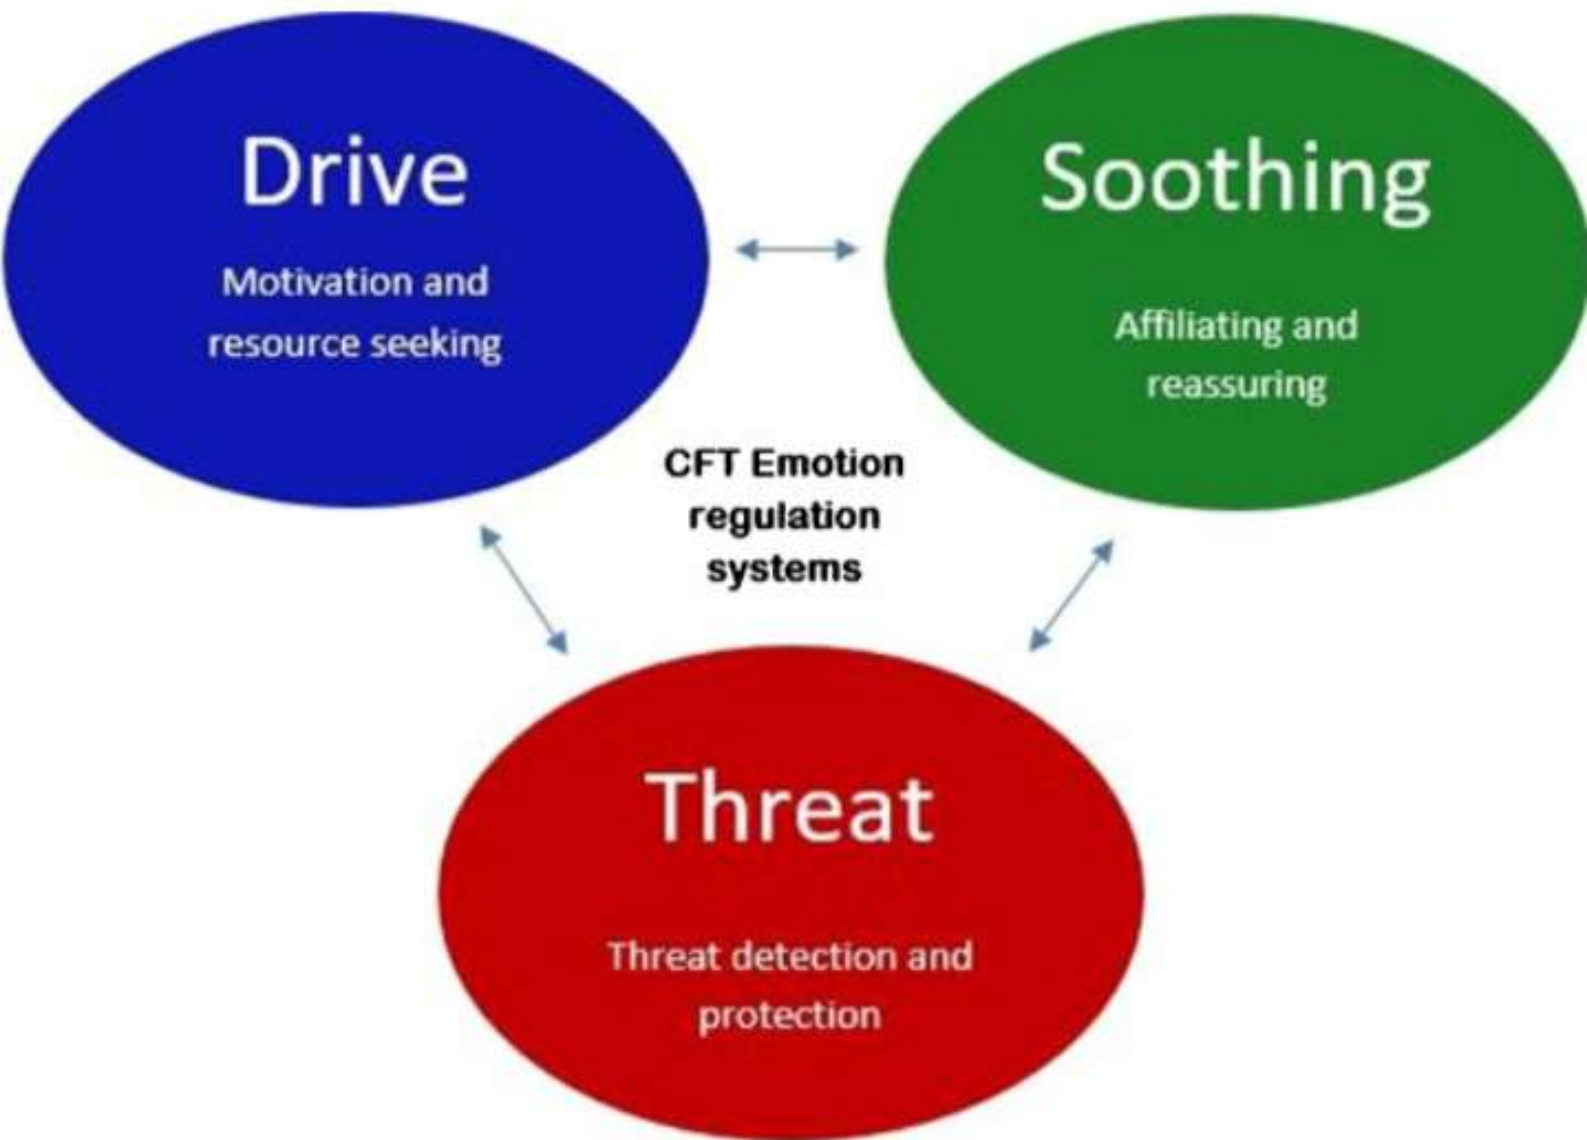 Drive
Motivation and
resource seeking
Soothing
Affiliating and
reassuring
CFT Emotion
regulation
systems
Threat
Threat detection and
protection